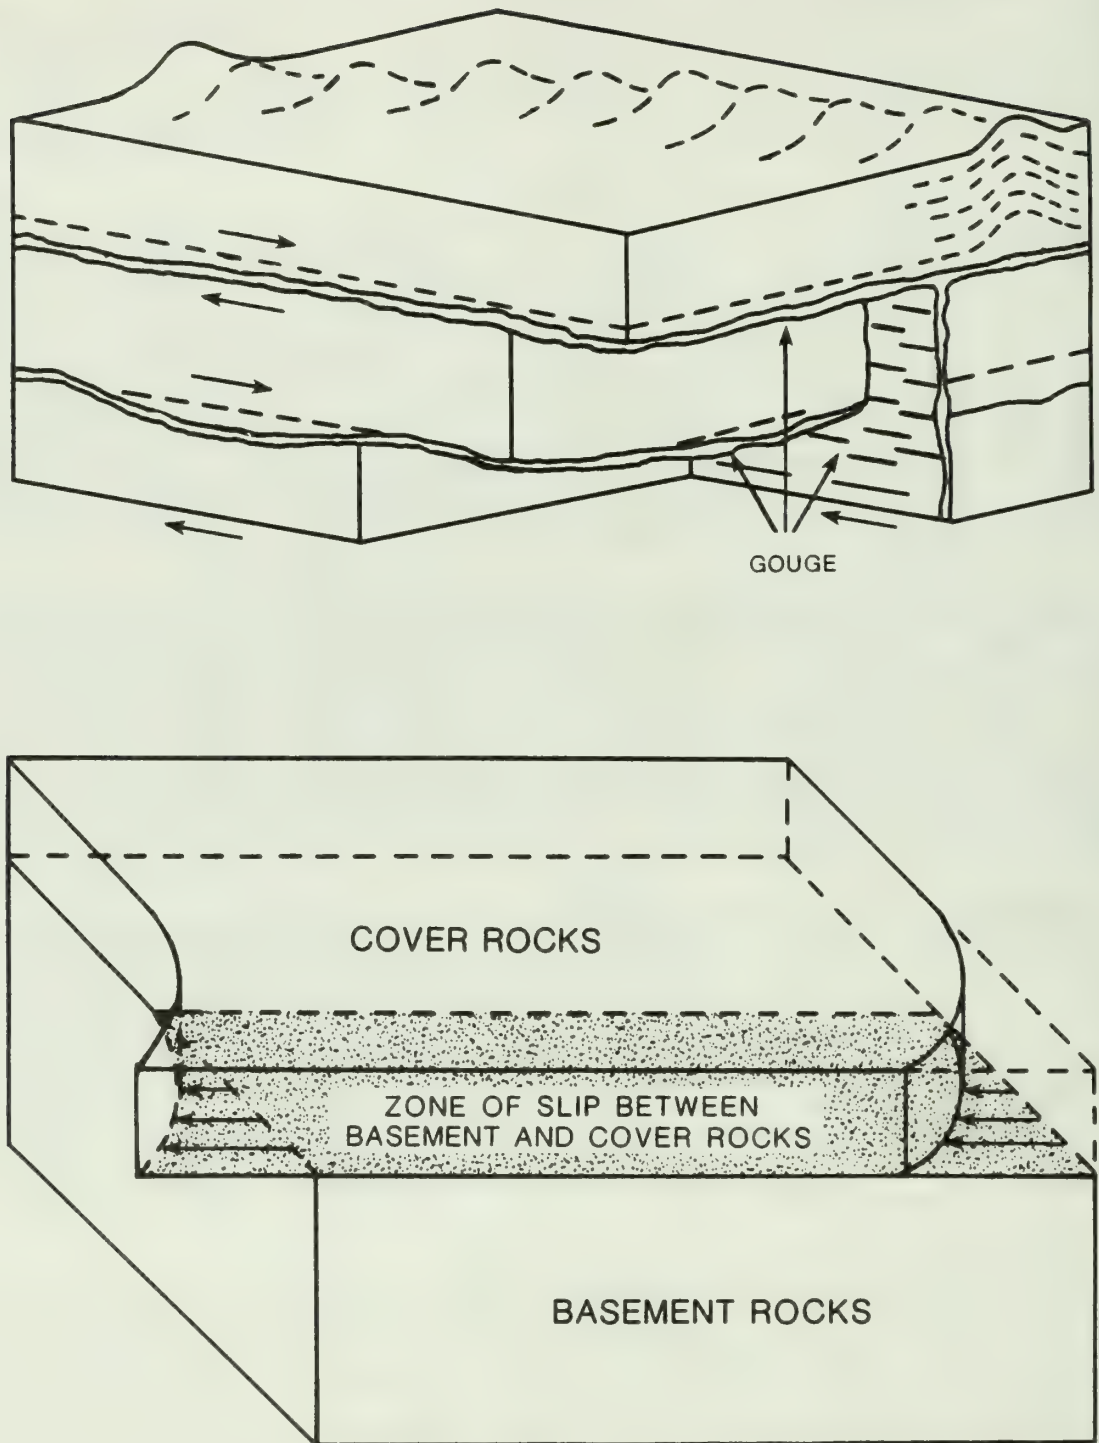 GOUGE
COVER ROCKS
ZONE OF SLIP BETWEEN
BASEMENT AND COVER ROCKS
BASEMENT ROCKS